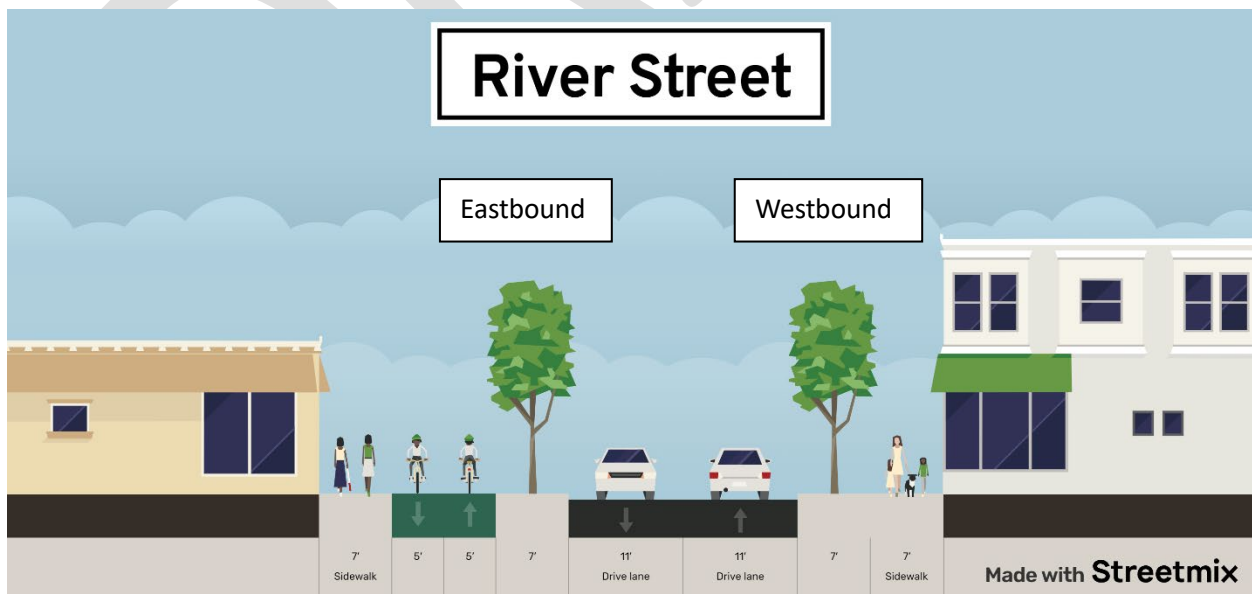 River Street
Eastbound
Westbound
7' 5' 5' 7' 11' 11' 7' 7'
Sidewalk Drive lane Drive lane Sidewalk
Made with Streetmix